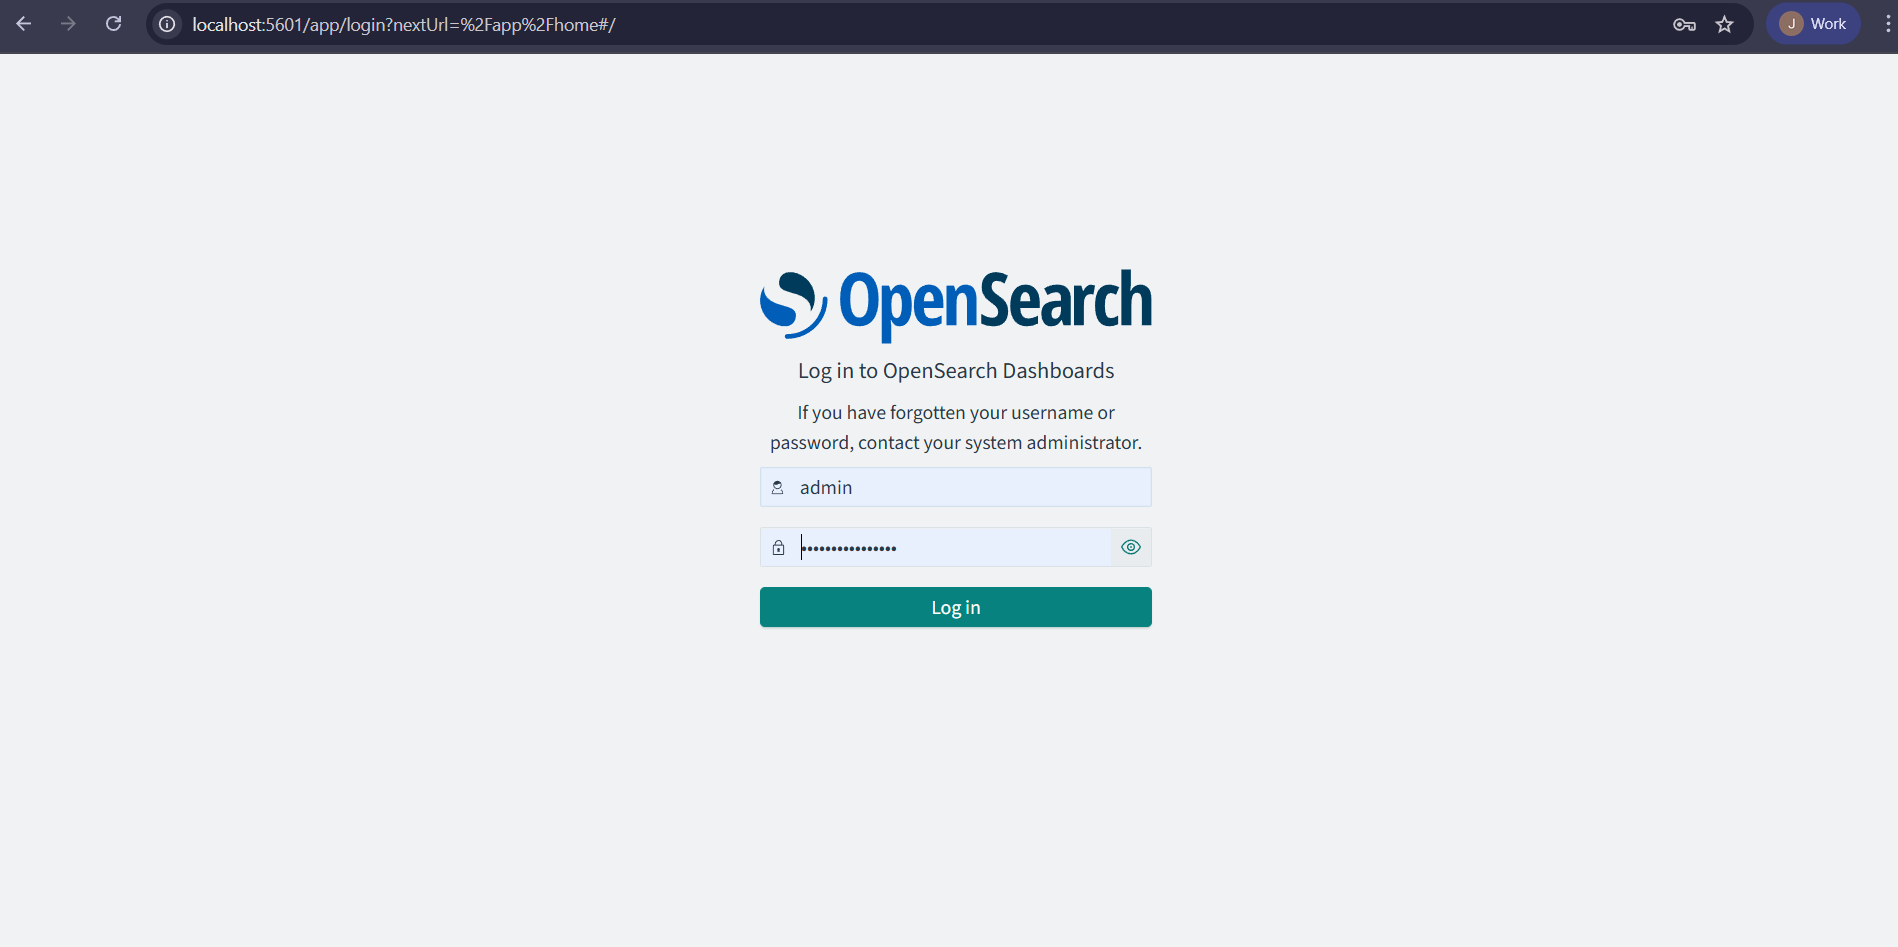 localhost:5601/app/login?nextUrl=%2Fapp%2Fhome#/
J Work
OpenSearch
Log in to OpenSearch Dashboards
If you have forgotten your username or
password, contact your system administrator.
admin
••••••••••••••••
Log in